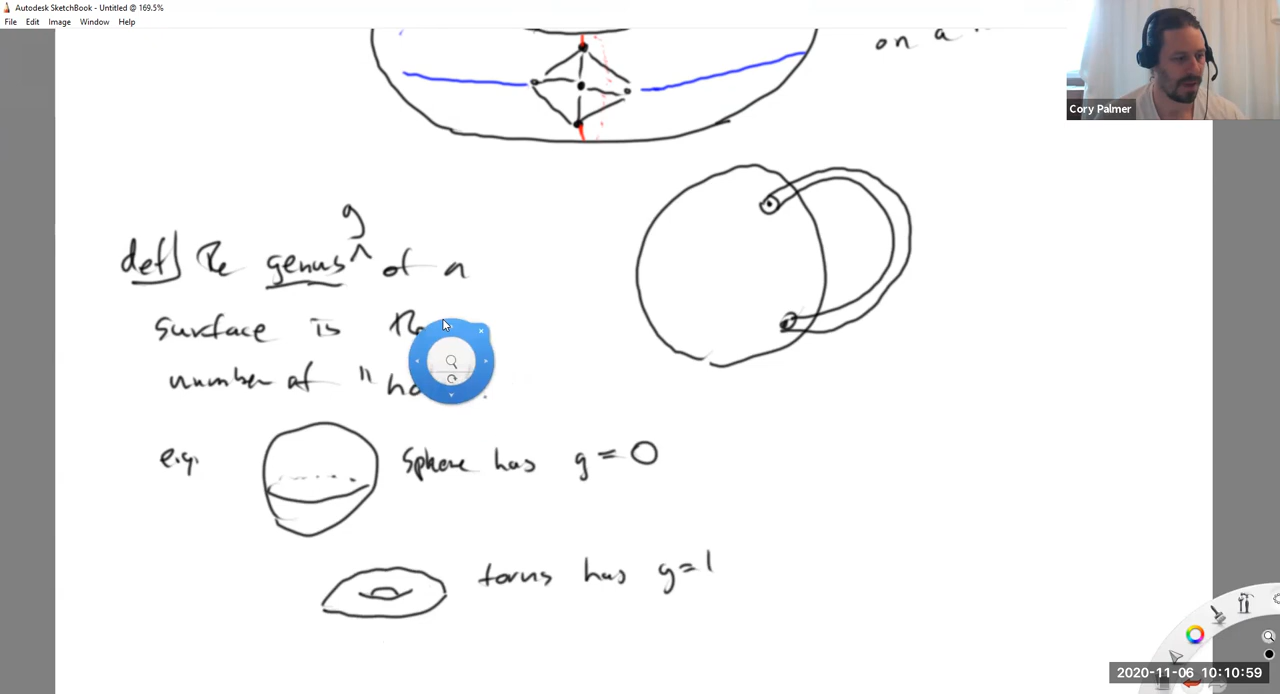 Autodesk SketchBook - Untitled @ 169.5%
File Edit Image Window Help
on a
Cory Palmer
g
def) The genus ^ of a
surface is the
number of "ho
e.g. sphere has g = 0
torus has g=1
2020-11-06 10:10:59